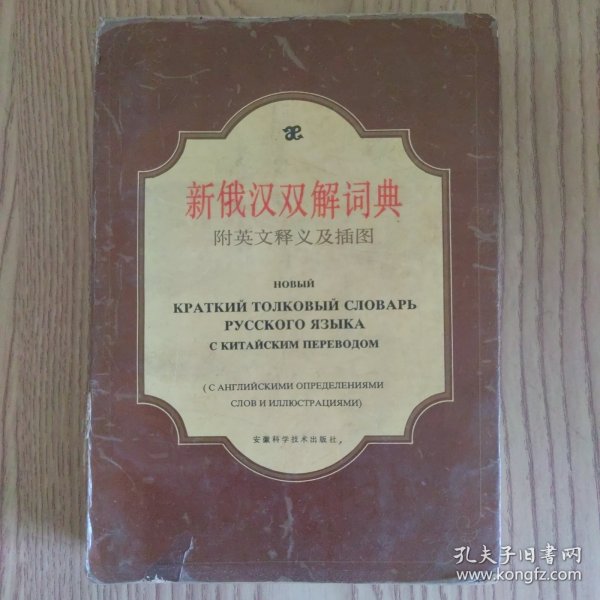 新俄汉双解词典
附英文释义及插图
НОВЫЙ
КРАТКИЙ ТОЛКОВЫЙ СЛОВАРЬ
РУССКОГО ЯЗЫКА
С КИТАЙСКИМ ПЕРЕВОДОМ
(С АНГЛИЙСКИМИ ОПРЕДЕЛЕНИЯМИ
СЛОВ И ИЛЛЮСТРАЦИЯМИ)
安徽科学技术出版社
孔夫子旧书网
www.kongfz.com